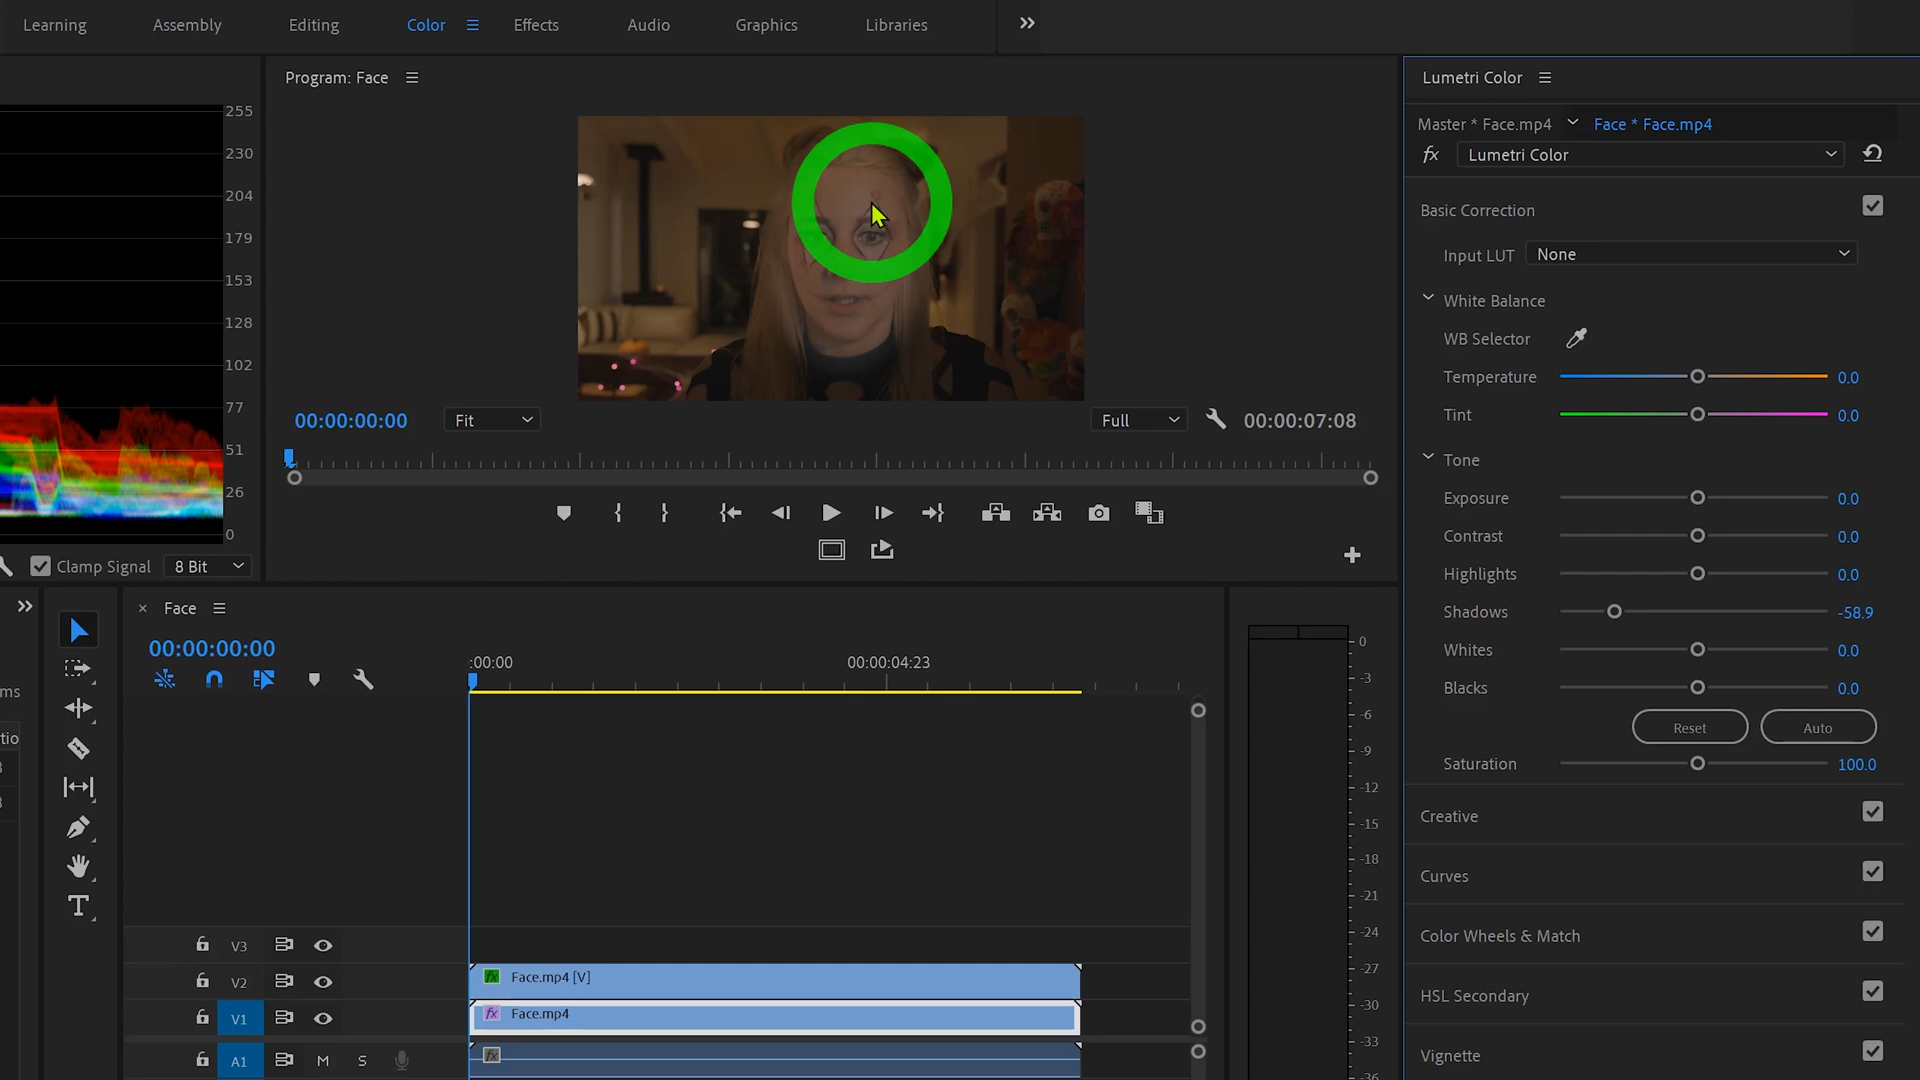 Learning Assembly Editing Color Effects Audio Graphics Libraries
Program: Face
Lumetri Color
Master * Face.mp4 Face * Face.mp4
fx Lumetri Color
Basic Correction
Input LUT None
White Balance
WB Selector
Temperature 0.0
Tint 0.0
Tone
Exposure 0.0
Contrast 0.0
Highlights 0.0
Shadows -58.9
Whites 0.0
Blacks 0.0
Reset Auto
Saturation 100.0
Creative
Curves
Color Wheels & Match
HSL Secondary
Vignette
255
230
204
179
153
128
102
77
51
26
0
Clamp Signal 8 Bit
00:00:00:00 Fit Full 00:00:07:08
Face
00:00:00:00
:00:00 00:00:04:23
V3
V2 fx Face.mp4 [V]
V1 fx Face.mp4
A1 M S fx
0
-3
-6
-9
-12
-15
-18
-21
-24
-27
-30
-33
-36